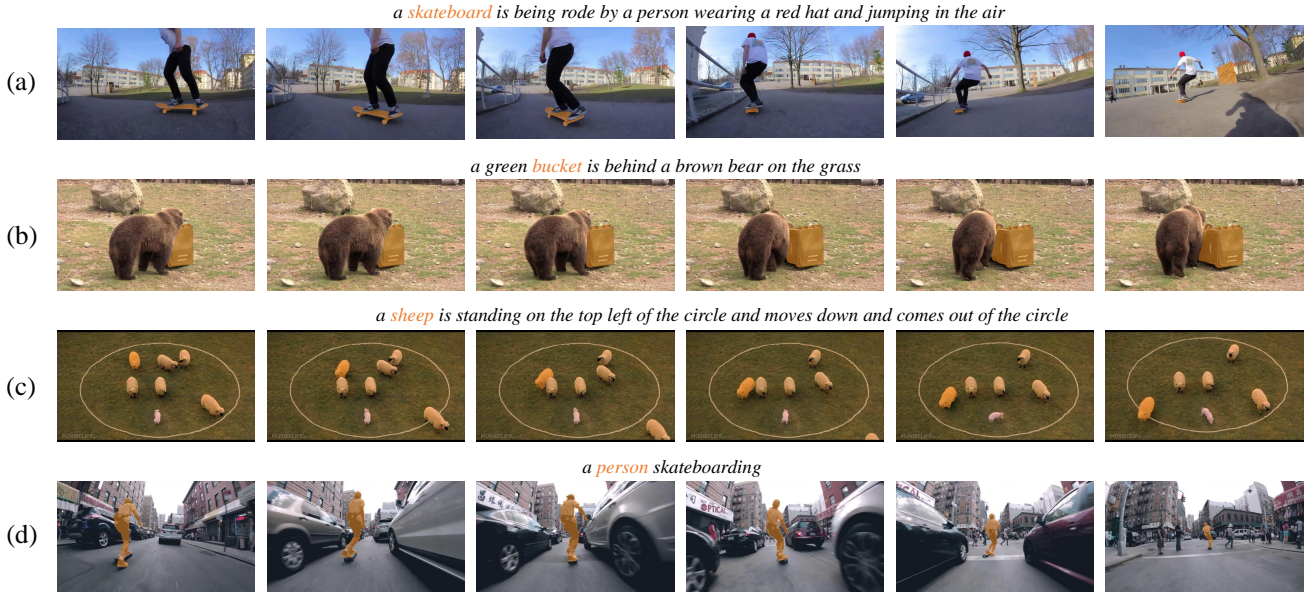 a skateboard is being rode by a person wearing a red hat and jumping in the air
(a)
a green bucket is behind a brown bear on the grass
(b)
a sheep is standing on the top left of the circle and moves down and comes out of the circle
(c)
a person skateboarding
(d)
OPTICAL